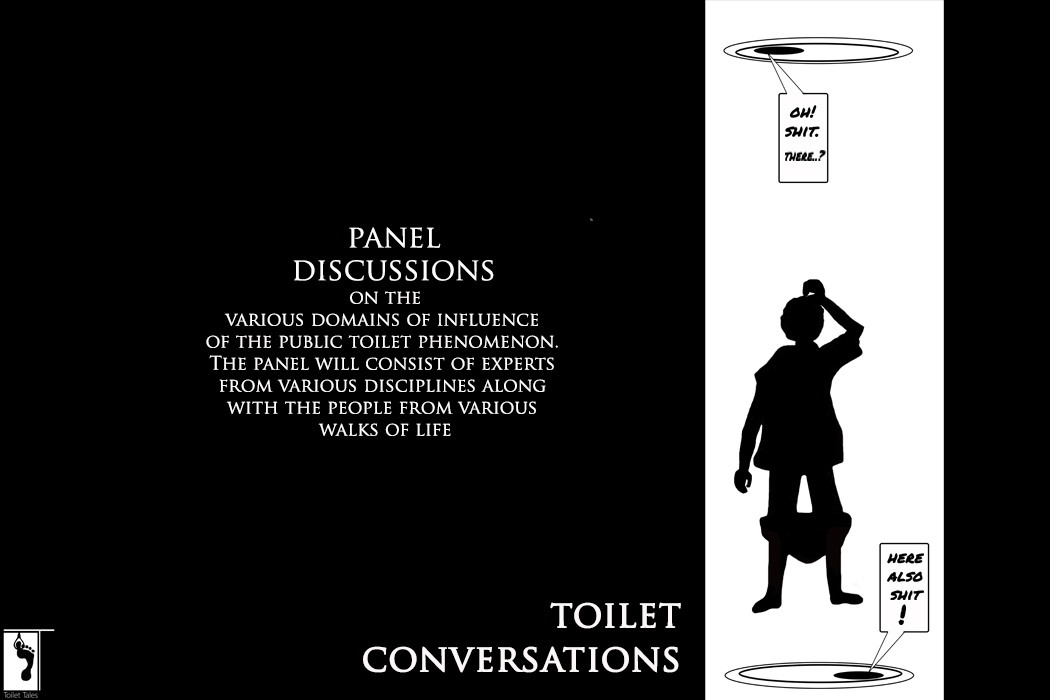 PANEL
DISCUSSIONS
ON THE
VARIOUS DOMAINS OF INFLUENCE
OF THE PUBLIC TOILET PHENOMENON.
THE PANEL WILL CONSIST OF EXPERTS
FROM VARIOUS DISCIPLINES ALONG
WITH THE PEOPLE FROM VARIOUS
WALKS OF LIFE
TOILET
CONVERSATIONS
OH!
SHIT.
THERE..?
HERE
ALSO
SHIT
!
Toilet Tales